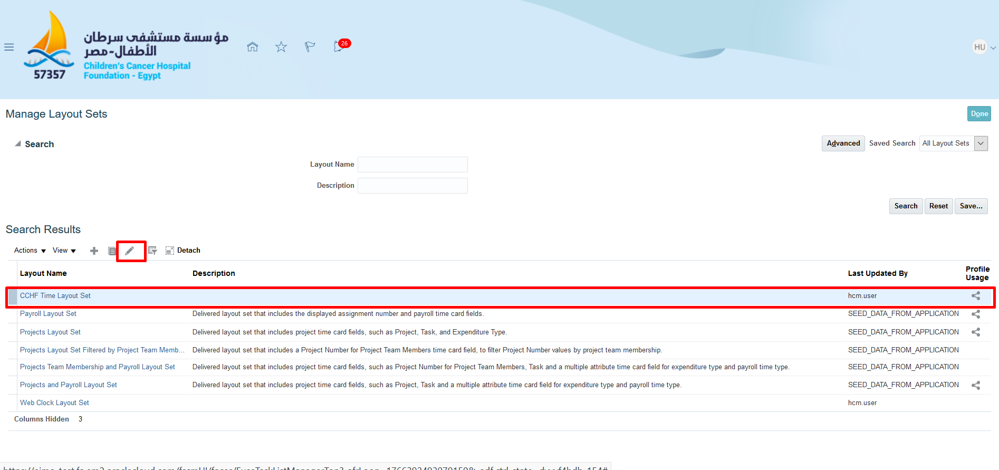 مؤسسة مستشفى سرطان
الأطفال-مصر
Children's Cancer Hospital
Foundation - Egypt
57357
26
HU
Manage Layout Sets
Done
Search
Advanced Saved Search All Layout Sets
Layout Name
Description
Search Reset Save...
Search Results
Actions View Detach
Layout Name Description Last Updated By Profile Usage
CCHF Time Layout Set hcm.user
Payroll Layout Set Delivered layout set that includes the displayed assignment number and payroll time card fields. SEED_DATA_FROM_APPLICATION
Projects Layout Set Delivered layout set that includes project time card fields, such as Project, Task, and Expenditure Type. SEED_DATA_FROM_APPLICATION
Projects Layout Set Filtered by Project Team Memb... Delivered layout set that includes a Project Number for Project Team Members time card field, to filter Project Number values by project team membership. SEED_DATA_FROM_APPLICATION
Projects Team Membership and Payroll Layout Set Delivered layout set that includes project time card fields, such as Project Number for Project Team Members, Task and a multiple attribute time card field for expenditure type and payroll time type. SEED_DATA_FROM_APPLICATION
Projects and Payroll Layout Set Delivered layout set that includes project time card fields, such as Project, Task and a multiple attribute time card field for expenditure type and payroll time type. SEED_DATA_FROM_APPLICATION
Web Clock Layout Set hcm.user
Columns Hidden 3